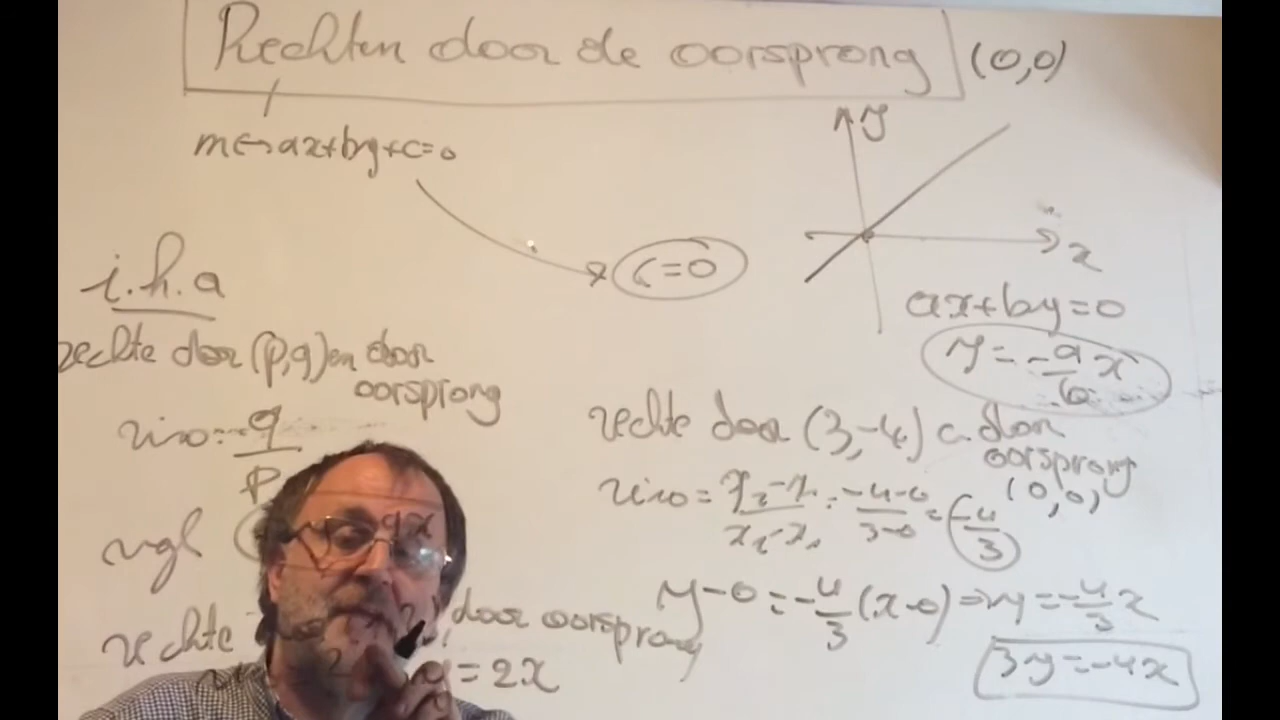 Rechten door de oorsprong (0,0)
m↔ax+by+c=0
y
x
c=0
ax+by=0
y = -a/b x
i.h.a
rechte door (p,q) en door
oorsprong
rico = q/p
vgl
qx
rechte door (3,-4) en door
oorsprong
(0,0)
rico = y₂-y₁/x₂-x₁ = -4-0/3-0 = -4/3
y-0 = -4/3 (x-0) ⇒ y = -4/3 x
3y = -4x
rechte door oorsprong
y = 2x